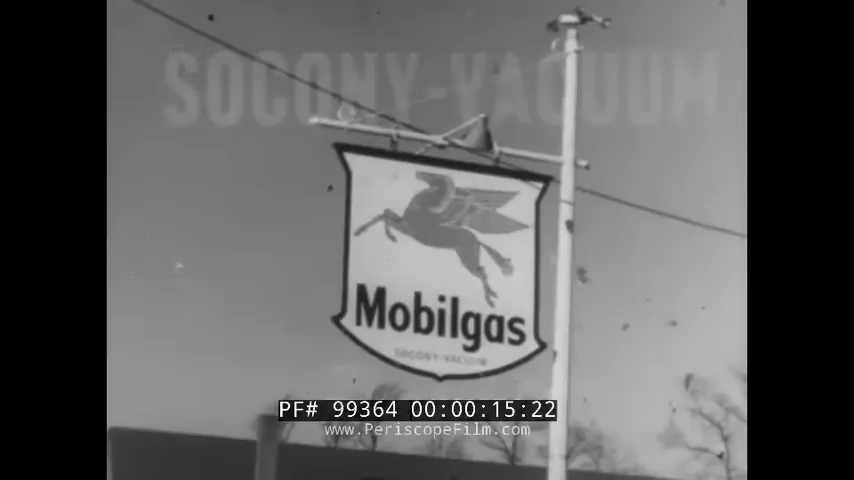 SOCONY-VACUUM
Mobilgas
SOCONY-VACUUM
PF# 99364 00:00:15:22
www.PeriscopeFilm.com